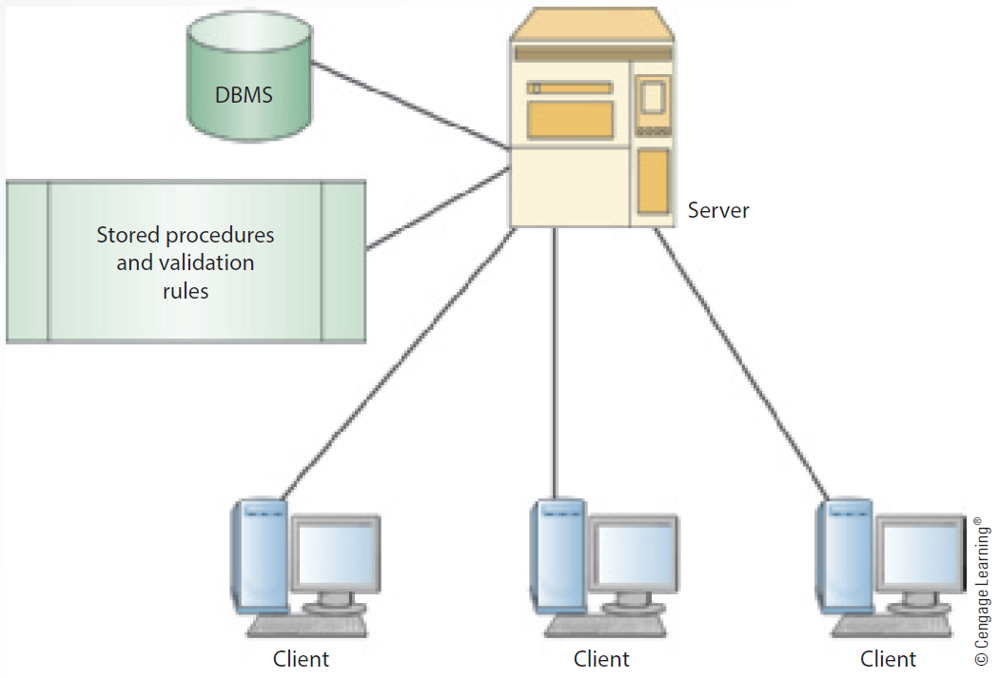 DBMS
Server
Stored procedures
and validation
rules
Client
Client
Client
© Cengage Learning®